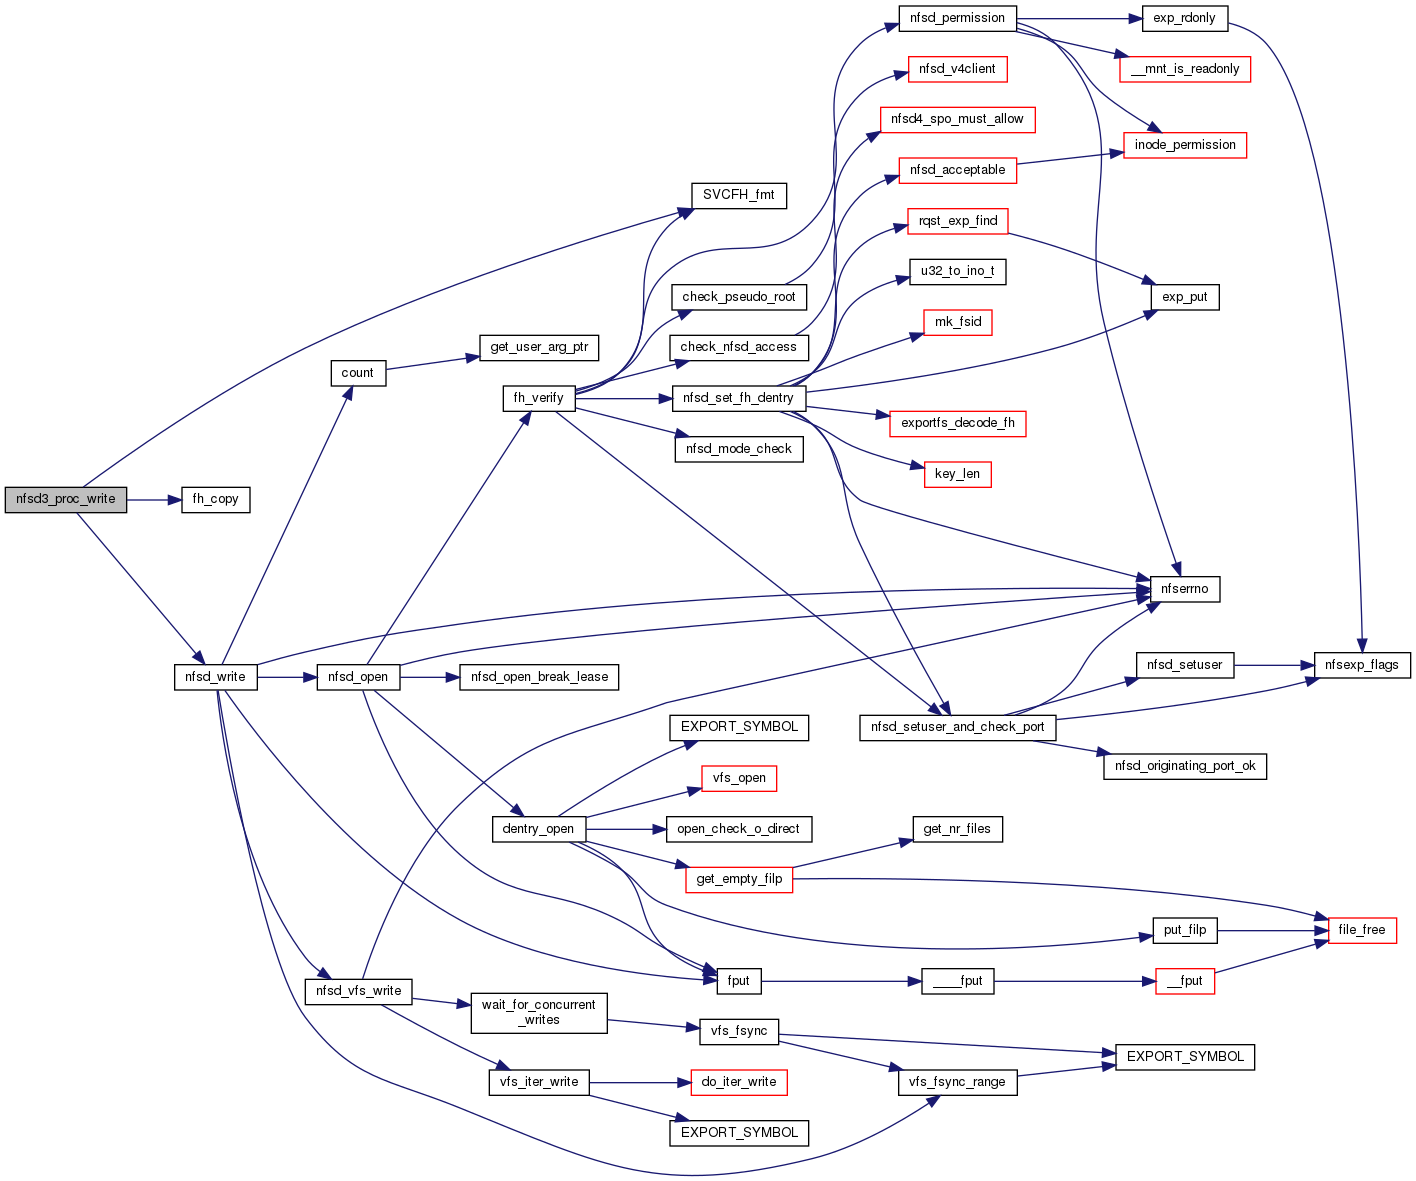 nfsd_permission
exp_rdonly
nfsd_v4client
__mnt_is_readonly
nfsd4_spo_must_allow
inode_permission
nfsd_acceptable
SVCFH_fmt
rqst_exp_find
u32_to_ino_t
check_pseudo_root
exp_put
mk_fsid
get_user_arg_ptr
check_nfsd_access
count
fh_verify
nfsd_set_fh_dentry
exportfs_decode_fh
nfsd_mode_check
key_len
nfsd3_proc_write
fh_copy
nfserrno
nfsd_write
nfsd_open
nfsd_open_break_lease
nfsd_setuser
nfsexp_flags
EXPORT_SYMBOL
nfsd_setuser_and_check_port
nfsd_originating_port_ok
vfs_open
dentry_open
open_check_o_direct
get_nr_files
get_empty_filp
put_filp
file_free
fput
____fput
__fput
nfsd_vfs_write
wait_for_concurrent
_writes
vfs_fsync
EXPORT_SYMBOL
vfs_iter_write
do_iter_write
vfs_fsync_range
EXPORT_SYMBOL